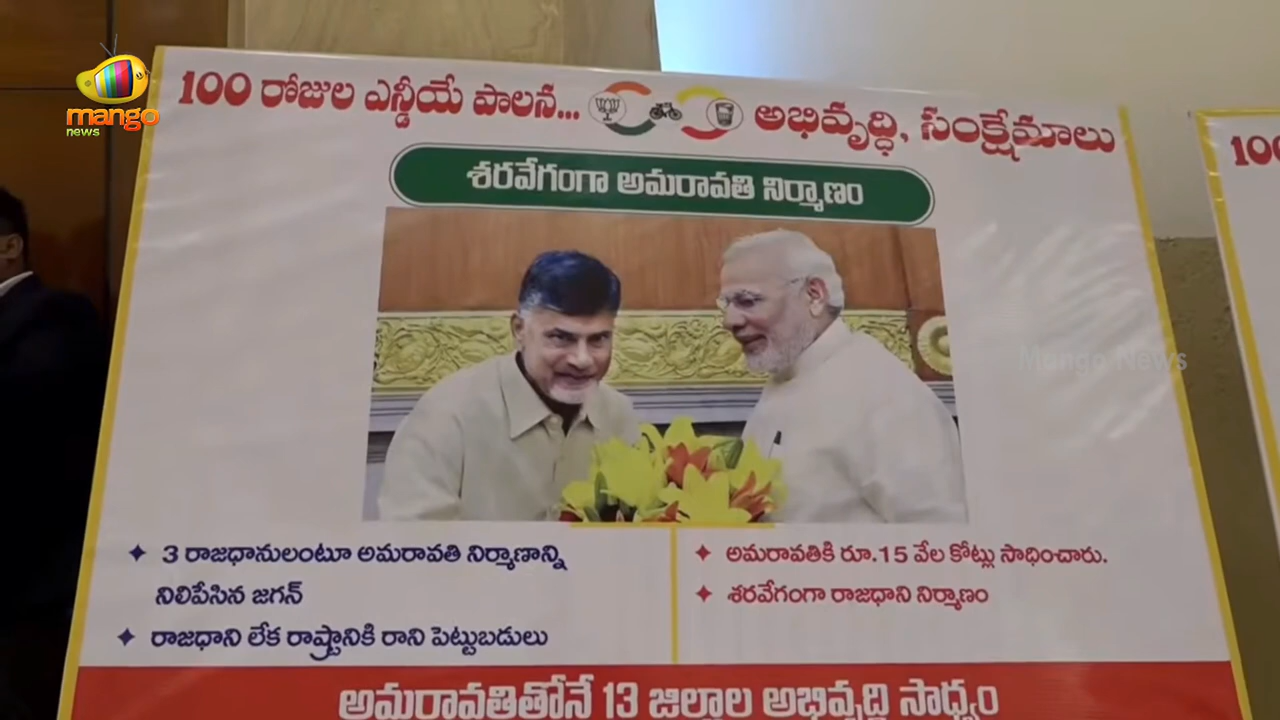 mango
news
100 రోజుల ఎన్డీయే పాలన... అభివృద్ధి, సంక్షేమాలు
శరవేగంగా అమరావతి నిర్మాణం
Mango News
3 రాజధానులంటూ అమరావతి నిర్మాణాన్ని
నిలిపేసిన జగన్
రాజధాని లేక రాష్ట్రానికి రాని పెట్టుబడులు
అమరావతికి రూ.15 వేల కోట్లు సాధించారు.
శరవేగంగా రాజధాని నిర్మాణం
అమరావతితోనే 13 జిల్లాల అభివృద్ధి సాధ్యం